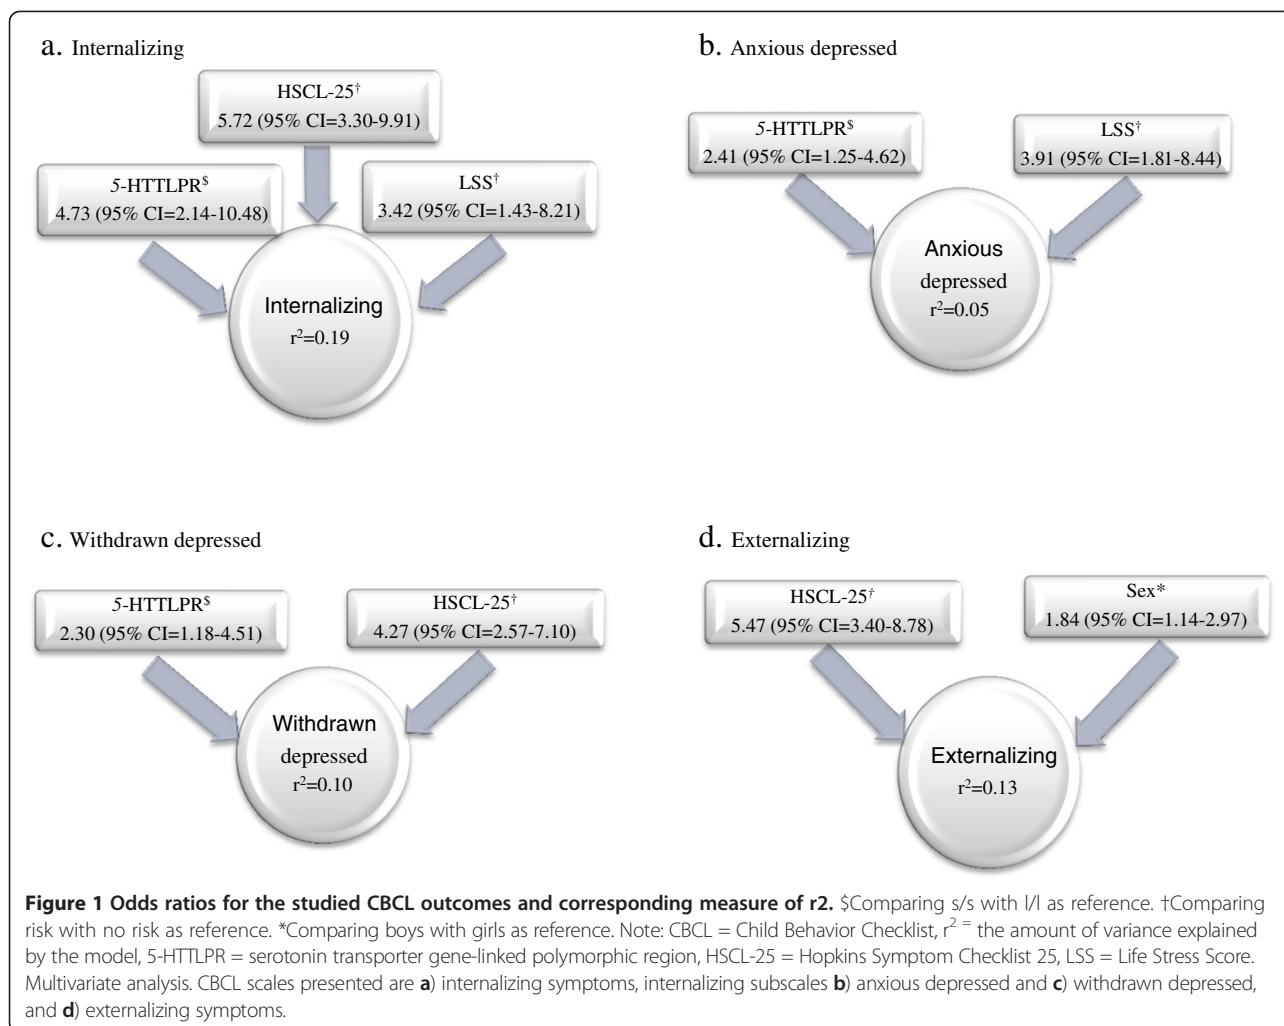 a. Internalizing
HSCL-25†
5.72 (95% CI=3.30-9.91)
5-HTTLPR$
4.73 (95% CI=2.14-10.48)
LSS†
3.42 (95% CI=1.43-8.21)
Internalizing
r²=0.19
b. Anxious depressed
5-HTTLPR$
2.41 (95% CI=1.25-4.62)
LSS†
3.91 (95% CI=1.81-8.44)
Anxious
depressed
r²=0.05
c. Withdrawn depressed
5-HTTLPR$
2.30 (95% CI=1.18-4.51)
HSCL-25†
4.27 (95% CI=2.57-7.10)
Withdrawn
depressed
r²=0.10
d. Externalizing
HSCL-25†
5.47 (95% CI=3.40-8.78)
Sex*
1.84 (95% CI=1.14-2.97)
Externalizing
r²=0.13
Figure 1 Odds ratios for the studied CBCL outcomes and corresponding measure of r2. $Comparing s/s with l/l as reference. †Comparing
risk with no risk as reference. *Comparing boys with girls as reference. Note: CBCL = Child Behavior Checklist, r² ⁼ the amount of variance explained
by the model, 5-HTTLPR = serotonin transporter gene-linked polymorphic region, HSCL-25 = Hopkins Symptom Checklist 25, LSS = Life Stress Score.
Multivariate analysis. CBCL scales presented are a) internalizing symptoms, internalizing subscales b) anxious depressed and c) withdrawn depressed,
and d) externalizing symptoms.